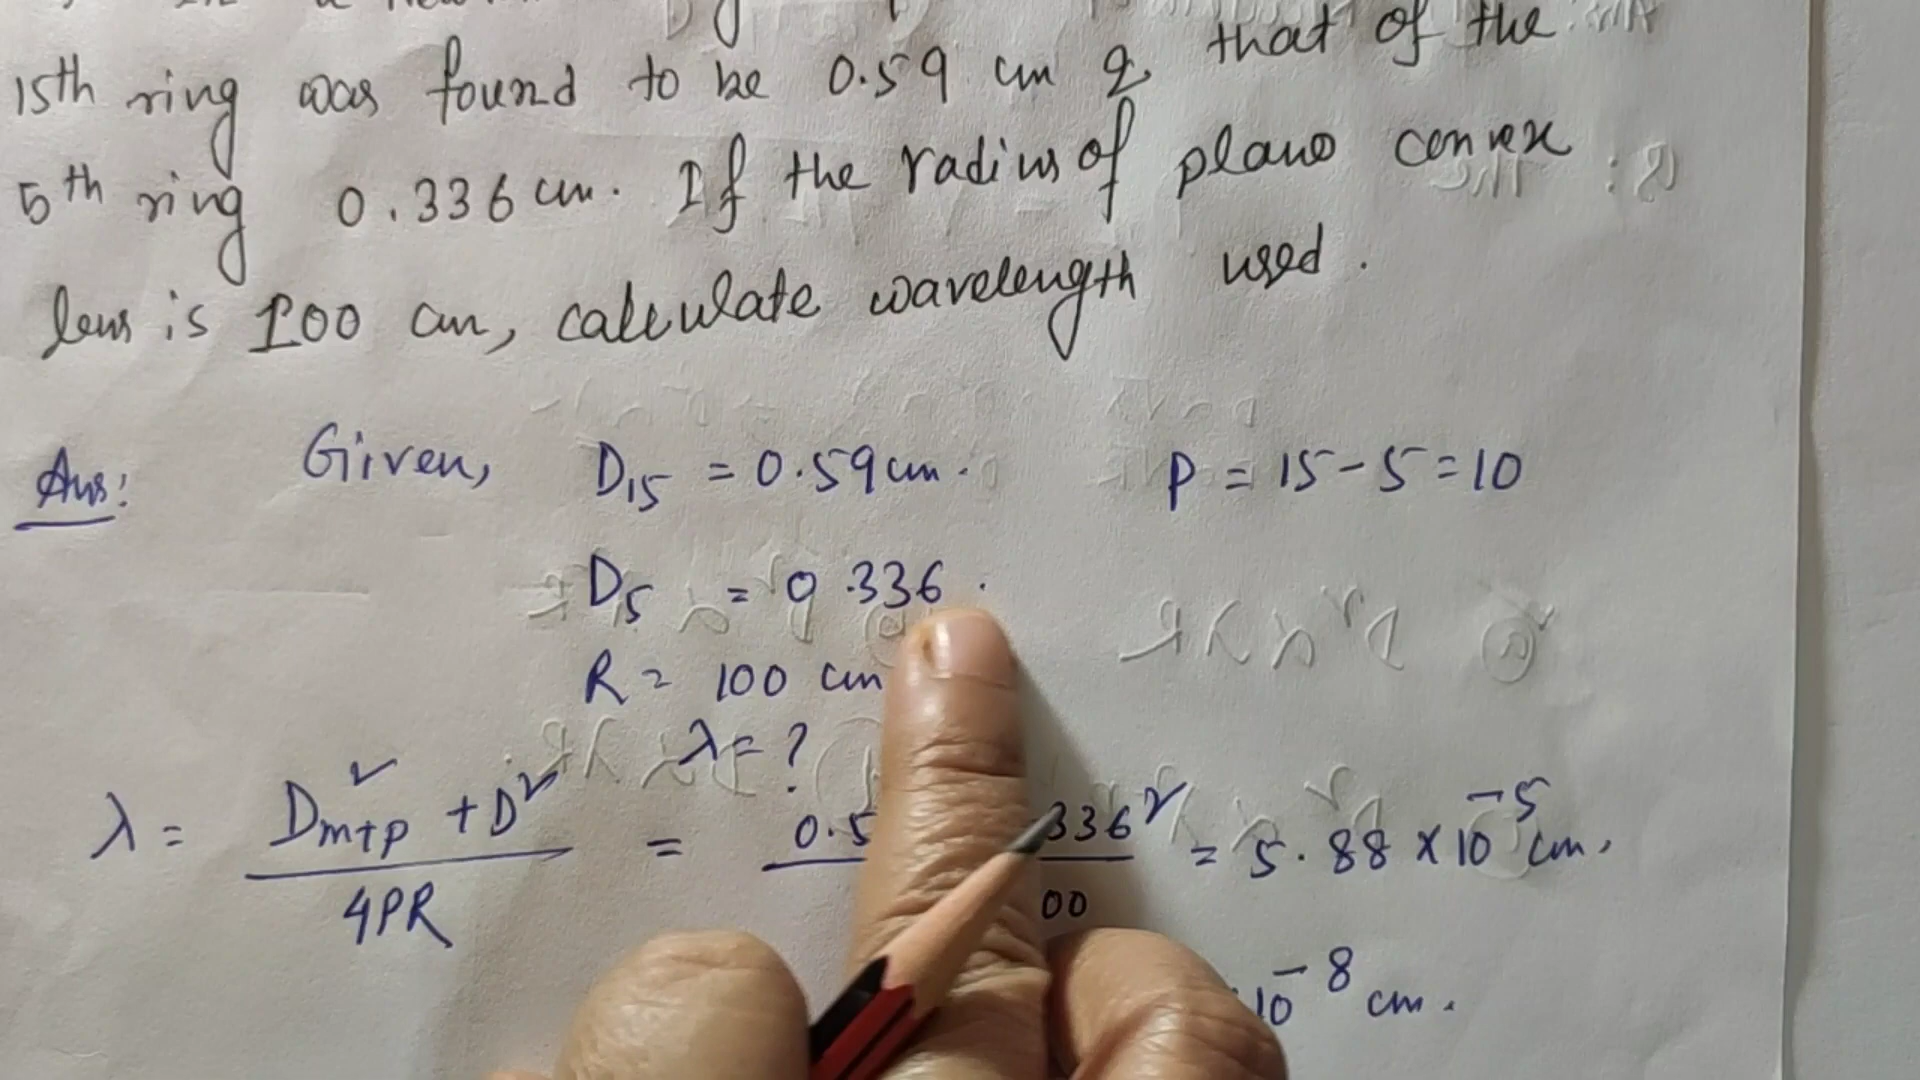 15th ring was found to be 0.59 cm & that of the
5th ring 0.336 cm. If the radius of plano convex
lens is 100 cm, calculate wavelength used.
Ans: Given, D₁₅ = 0.59 cm. P = 15-5=10
D₅ = 0.336.
R = 100 cm
λ = ?
λ = D²ₘ₊ₚ + D² / 4PR = 0.5 336² / 00 = 5.88 × 10⁻⁵ cm.
10⁻⁸ cm.